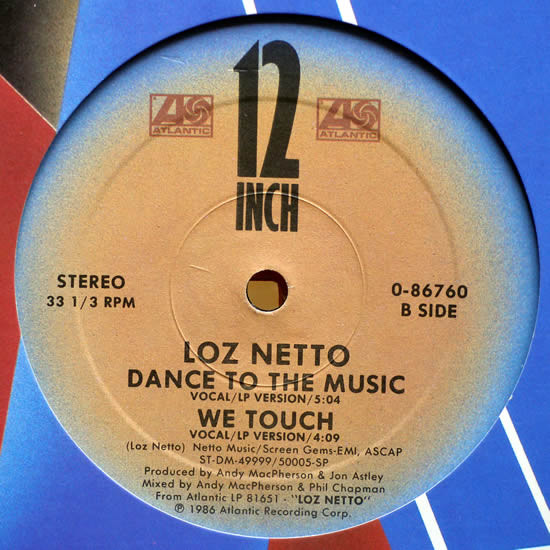 12
INCH
ATLANTIC
ATLANTIC
STEREO
33 1/3 RPM
0-86760
B SIDE
LOZ NETTO
DANCE TO THE MUSIC
VOCAL/LP VERSION/5:04
WE TOUCH
VOCAL/LP VERSION/4:09
(Loz Netto) Netto Music/Screen Gems-EMI, ASCAP
ST-DM-49999/50005-SP
Produced by Andy MacPherson & Jon Astley
Mixed by Andy MacPherson & Phil Chapman
From Atlantic LP 81651 - "LOZ NETTO"
℗ 1986 Atlantic Recording Corp.